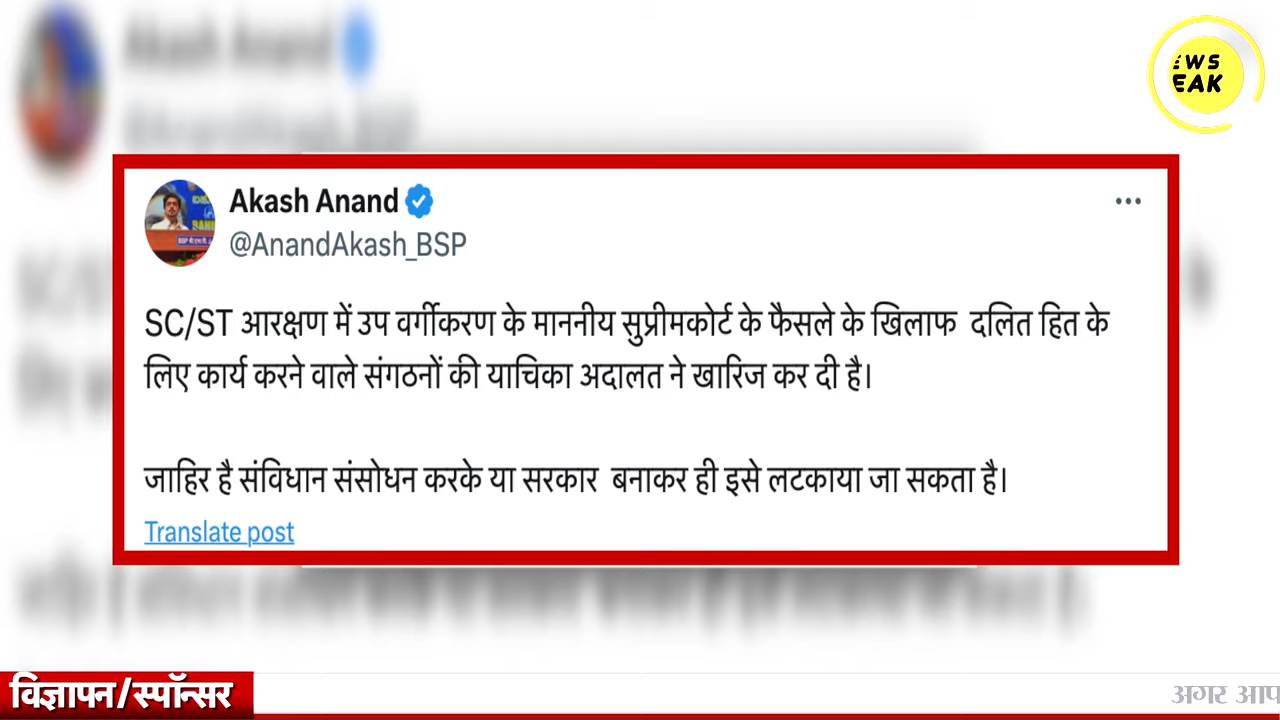 EWS
EAK
Akash Anand
@AnandAkash_BSP
SC/ST आरक्षण में उप वर्गीकरण के माननीय सुप्रीमकोर्ट के फैसले के खिलाफ दलित हित के
लिए कार्य करने वाले संगठनों की याचिका अदालत ने खारिज कर दी है।
जाहिर है संविधान संसोधन करके या सरकार बनाकर ही इसे लटकाया जा सकता है।
Translate post
विज्ञापन/स्पॉन्सर
अगर आप